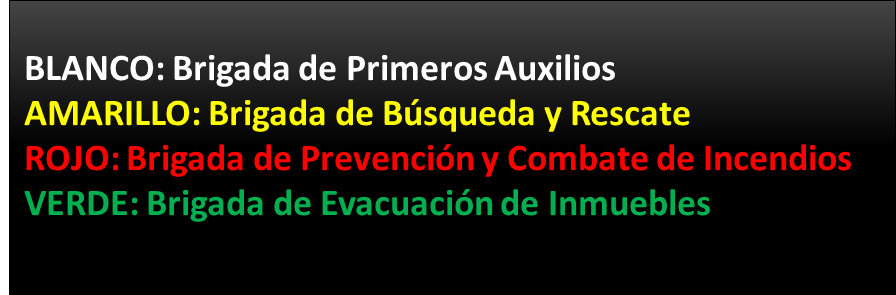 BLANCO: Brigada de Primeros Auxilios
AMARILLO: Brigada de Búsqueda y Rescate
ROJO: Brigada de Prevención y Combate de Incendios
VERDE: Brigada de Evacuación de Inmuebles